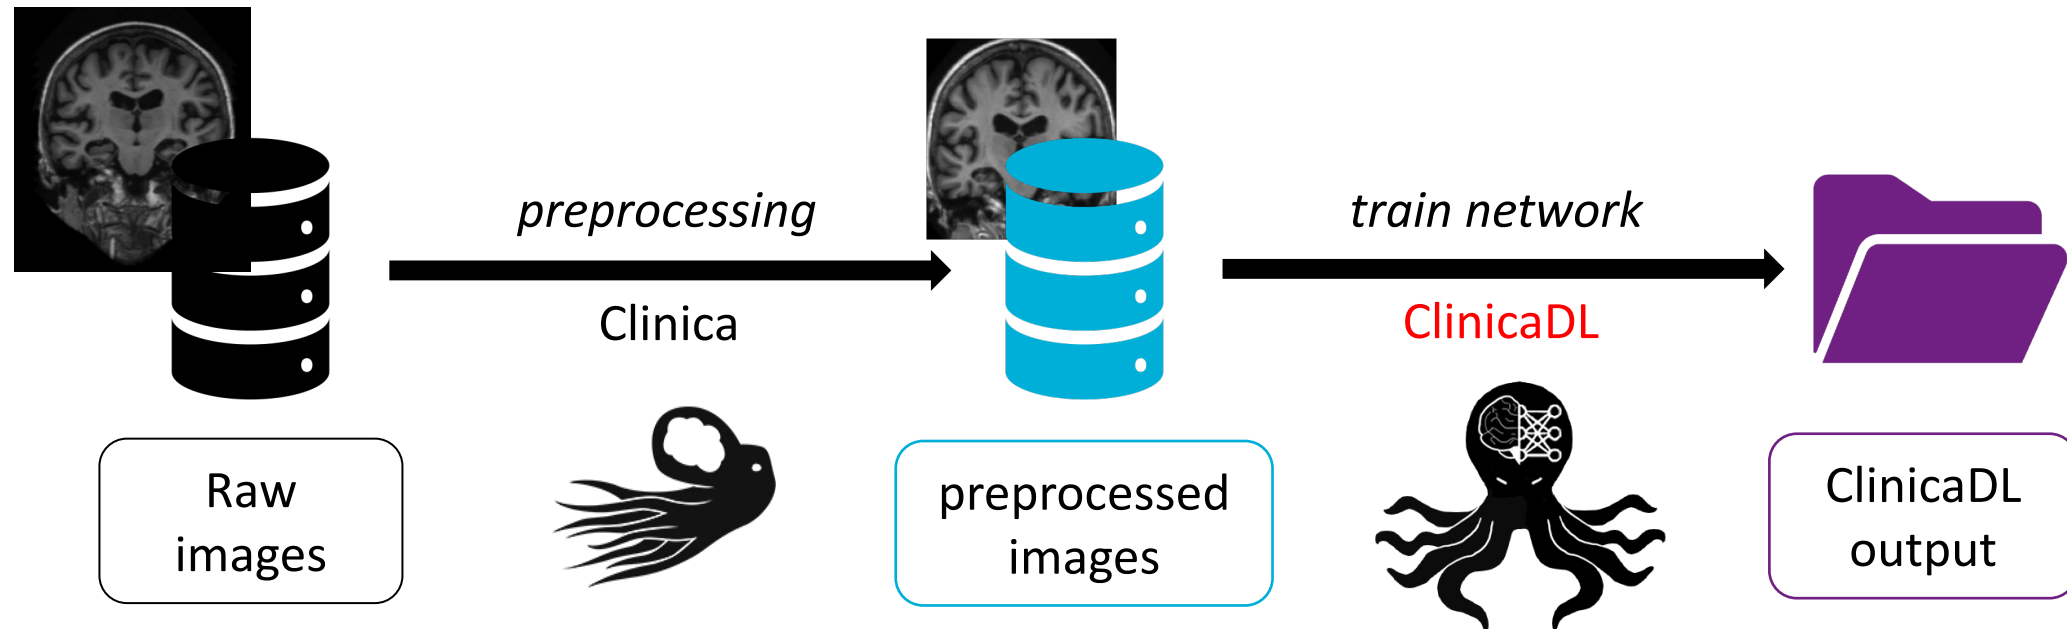 preprocessing
Clinica
train network
ClinicaDL
Raw
images
preprocessed
images
ClinicaDL
output